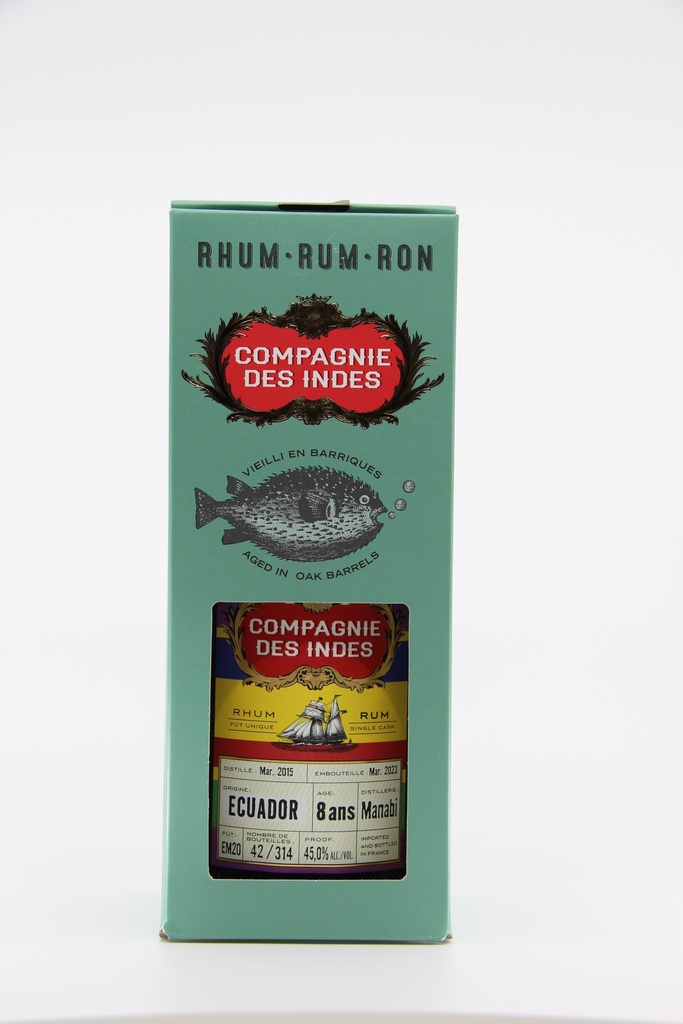 RHUM·RUM·RON
COMPAGNIE
DES INDES
VIEILLI EN BARRIQUES
AGED IN OAK BARRELS
COMPAGNIE
DES INDES
RHUM RUM
FÛT UNIQUE SINGLE CASK
DISTILLÉ : Mar. 2015 EMBOUTEILLÉ : Mar. 2023
ORIGINE: AGE: DISTILLERIE:
ECUADOR 8 ans Manabi
FÛT: NOMBRE DE BOUTEILLES: PROOF: IMPORTED AND BOTTLED IN FRANCE
EM20 42/314 45,0% ALC./VOL.